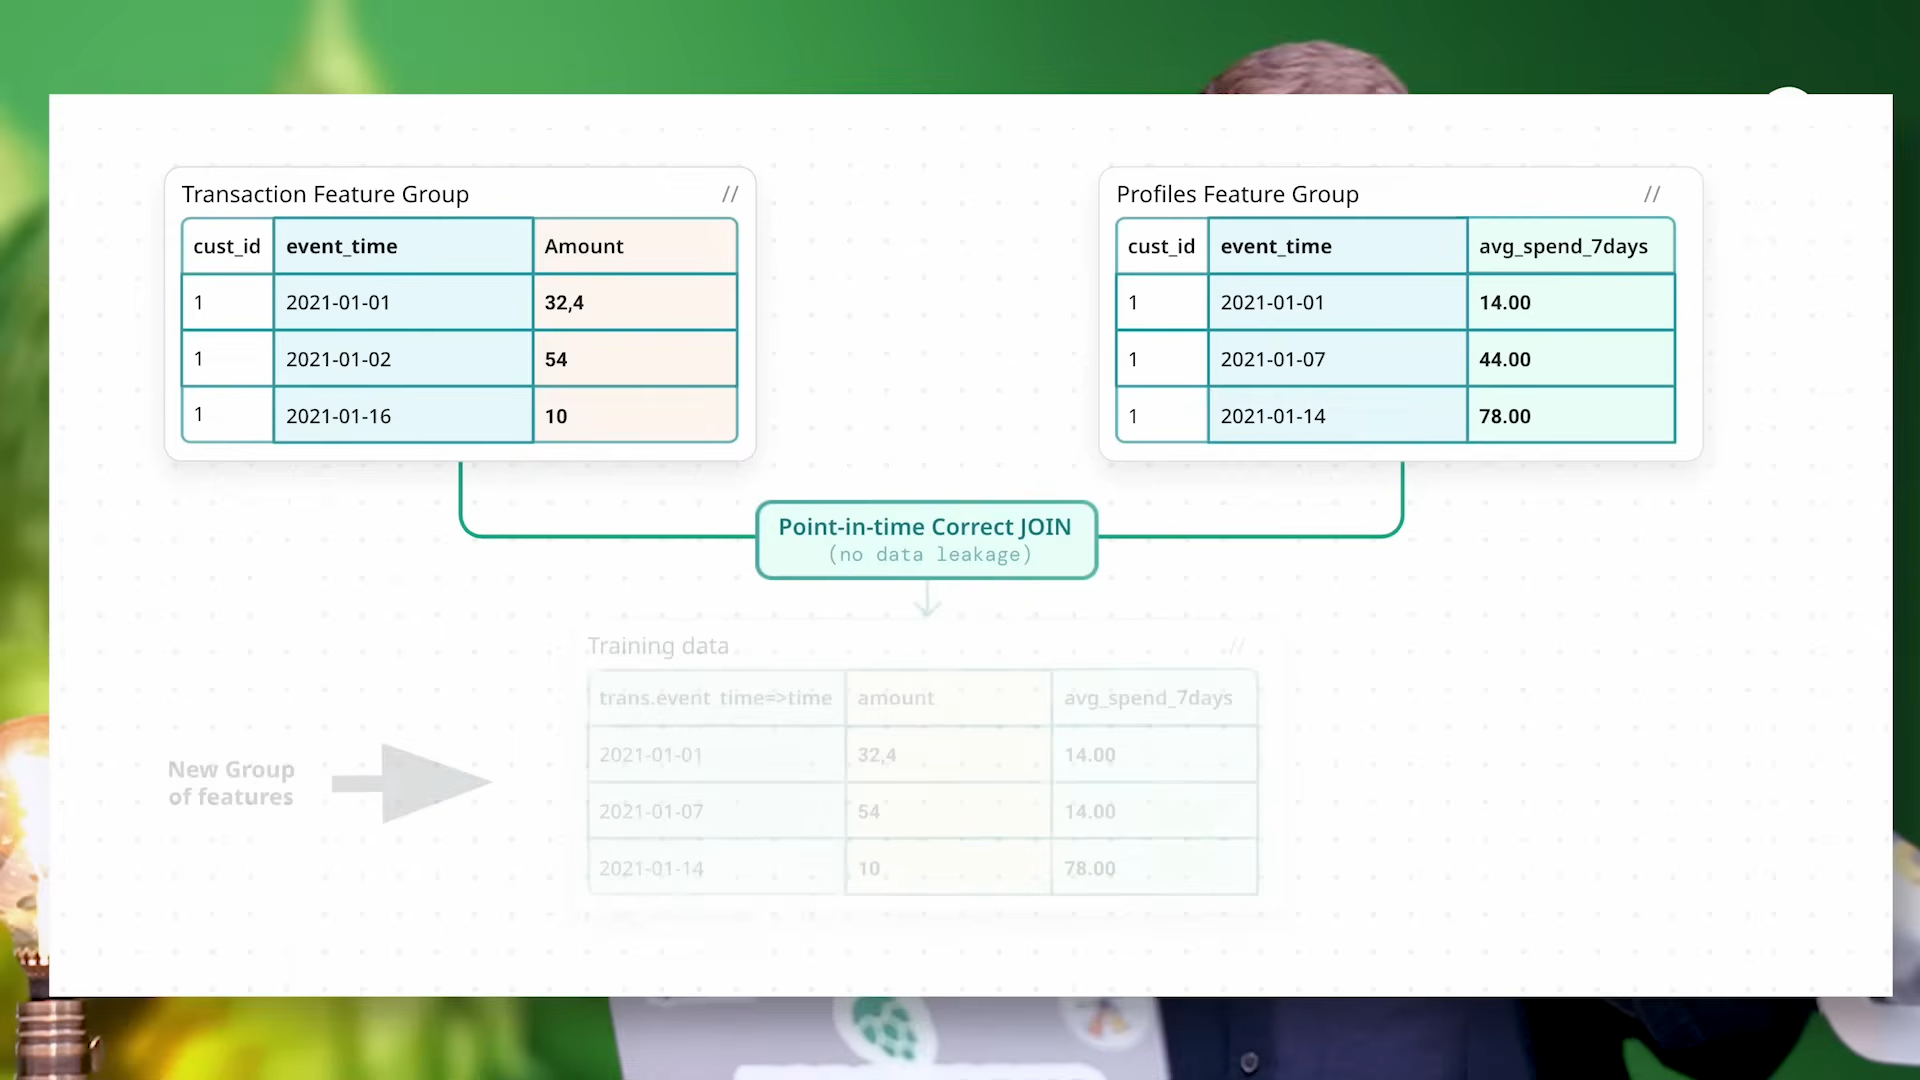 Transaction Feature Group //
cust_id event_time Amount
1 2021-01-01 32,4
1 2021-01-02 54
1 2021-01-16 10
Profiles Feature Group //
cust_id event_time avg_spend_7days
1 2021-01-01 14.00
1 2021-01-07 44.00
1 2021-01-14 78.00
Point-in-time Correct JOIN
(no data leakage)
Training data //
trans.event_time=>time amount avg_spend_7days
2021-01-01 32,4 14.00
2021-01-07 54 14.00
2021-01-14 10 78.00
New Group
of features